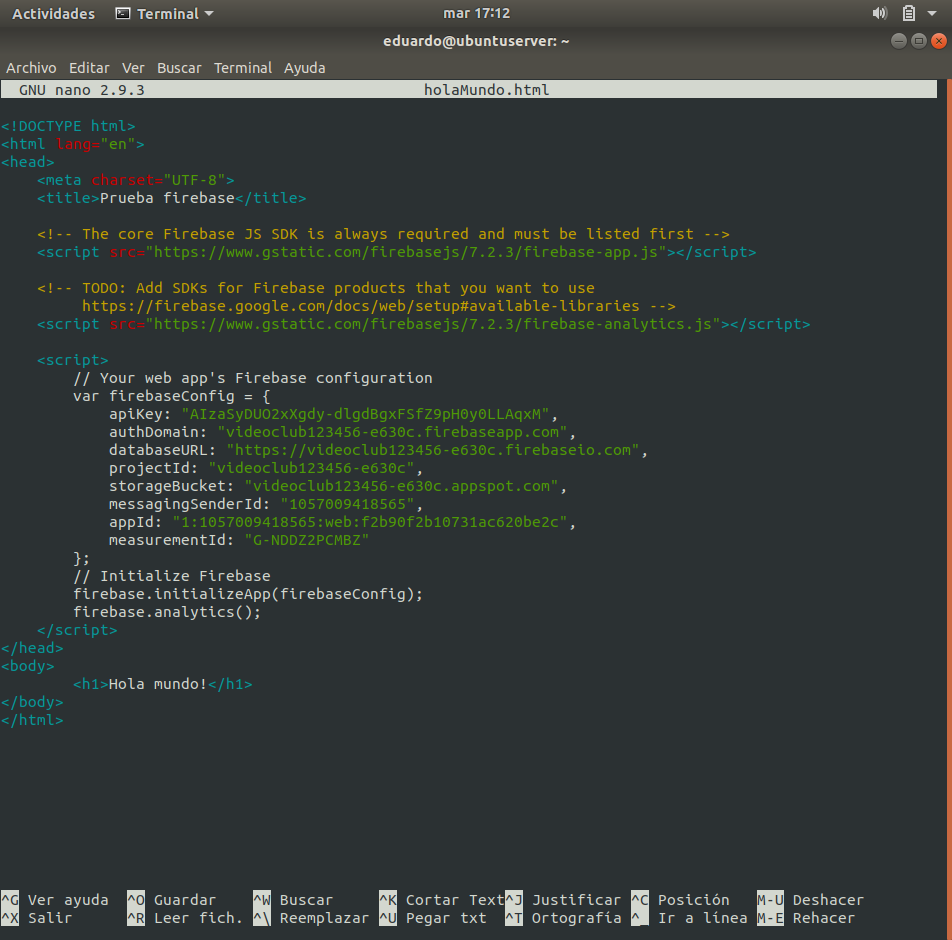 Actividades Terminal mar 17:12
eduardo@ubuntuserver: ~
Archivo Editar Ver Buscar Terminal Ayuda
GNU nano 2.9.3 holaMundo.html
<!DOCTYPE html>
<html lang="en">
<head>
    <meta charset="UTF-8">
    <title>Prueba firebase</title>
    <!-- The core Firebase JS SDK is always required and must be listed first -->
    <script src="https://www.gstatic.com/firebasejs/7.2.3/firebase-app.js"></script>
    <!-- TODO: Add SDKs for Firebase products that you want to use
         https://firebase.google.com/docs/web/setup#available-libraries -->
    <script src="https://www.gstatic.com/firebasejs/7.2.3/firebase-analytics.js"></script>
    <script>
        // Your web app's Firebase configuration
        var firebaseConfig = {
            apiKey: "AIzaSyDUO2xXgdy-dlgdBgxFSfZ9pH0y0LLAqxM",
            authDomain: "videoclub123456-e630c.firebaseapp.com",
            databaseURL: "https://videoclub123456-e630c.firebaseio.com",
            projectId: "videoclub123456-e630c",
            storageBucket: "videoclub123456-e630c.appspot.com",
            messagingSenderId: "1057009418565",
            appId: "1:1057009418565:web:f2b90f2b10731ac620be2c",
            measurementId: "G-NDDZ2PCMBZ"
        };
        // Initialize Firebase
        firebase.initializeApp(firebaseConfig);
        firebase.analytics();
    </script>
</head>
<body>
        <h1>Hola mundo!</h1>
</body>
</html>
^G Ver ayuda ^O Guardar ^W Buscar ^K Cortar Text ^J Justificar ^C Posición M-U Deshacer
^X Salir ^R Leer fich. ^\ Reemplazar ^U Pegar txt ^T Ortografía ^_ Ir a línea M-E Rehacer